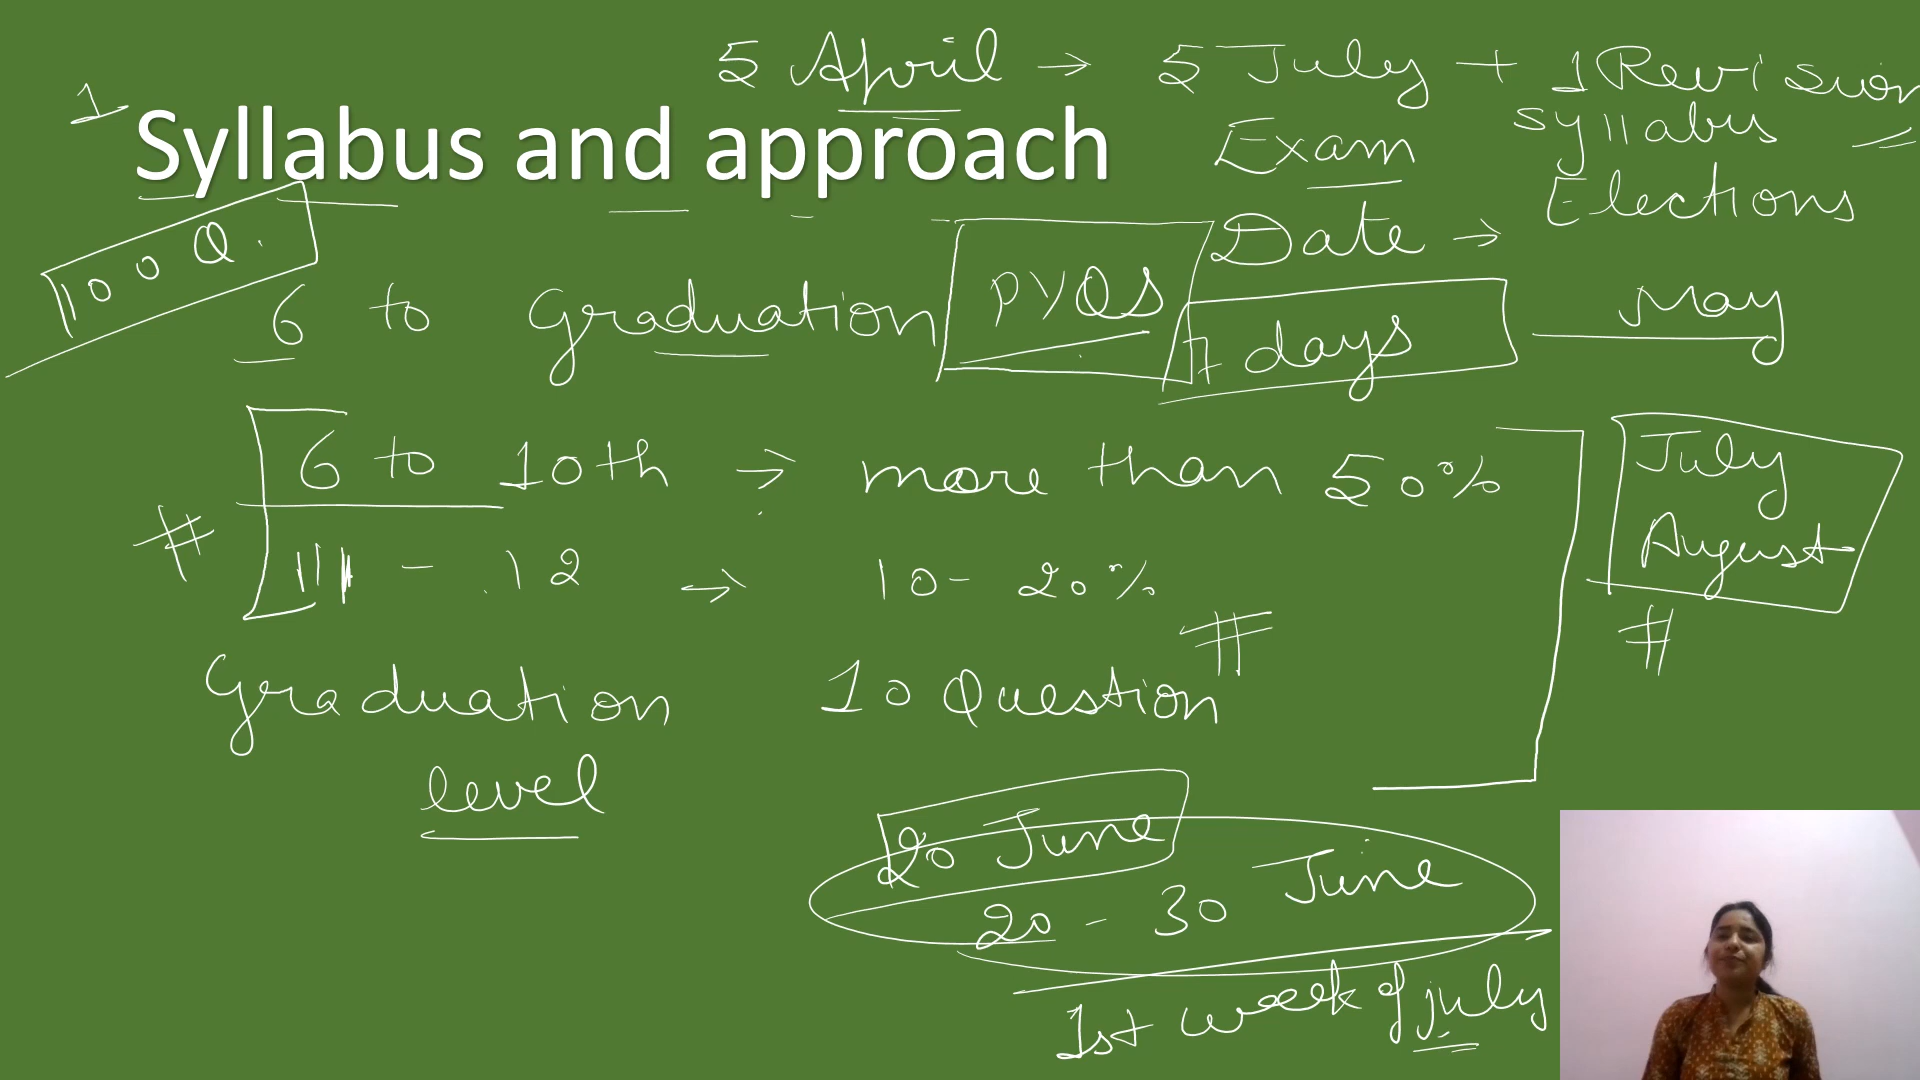 5 April → 5 July + 1 Revision
1
Syllabus and approach
Exam
syllabus
Date →
Elections
100 Q.
6 to Graduation
PYQS
7 days
May
6 to 10th → more than 50%
July
August
#
11 - 12 → 10 - 20%
#
#
Graduation
level
10 Question
20 June
20 - 30 June
1st week of july